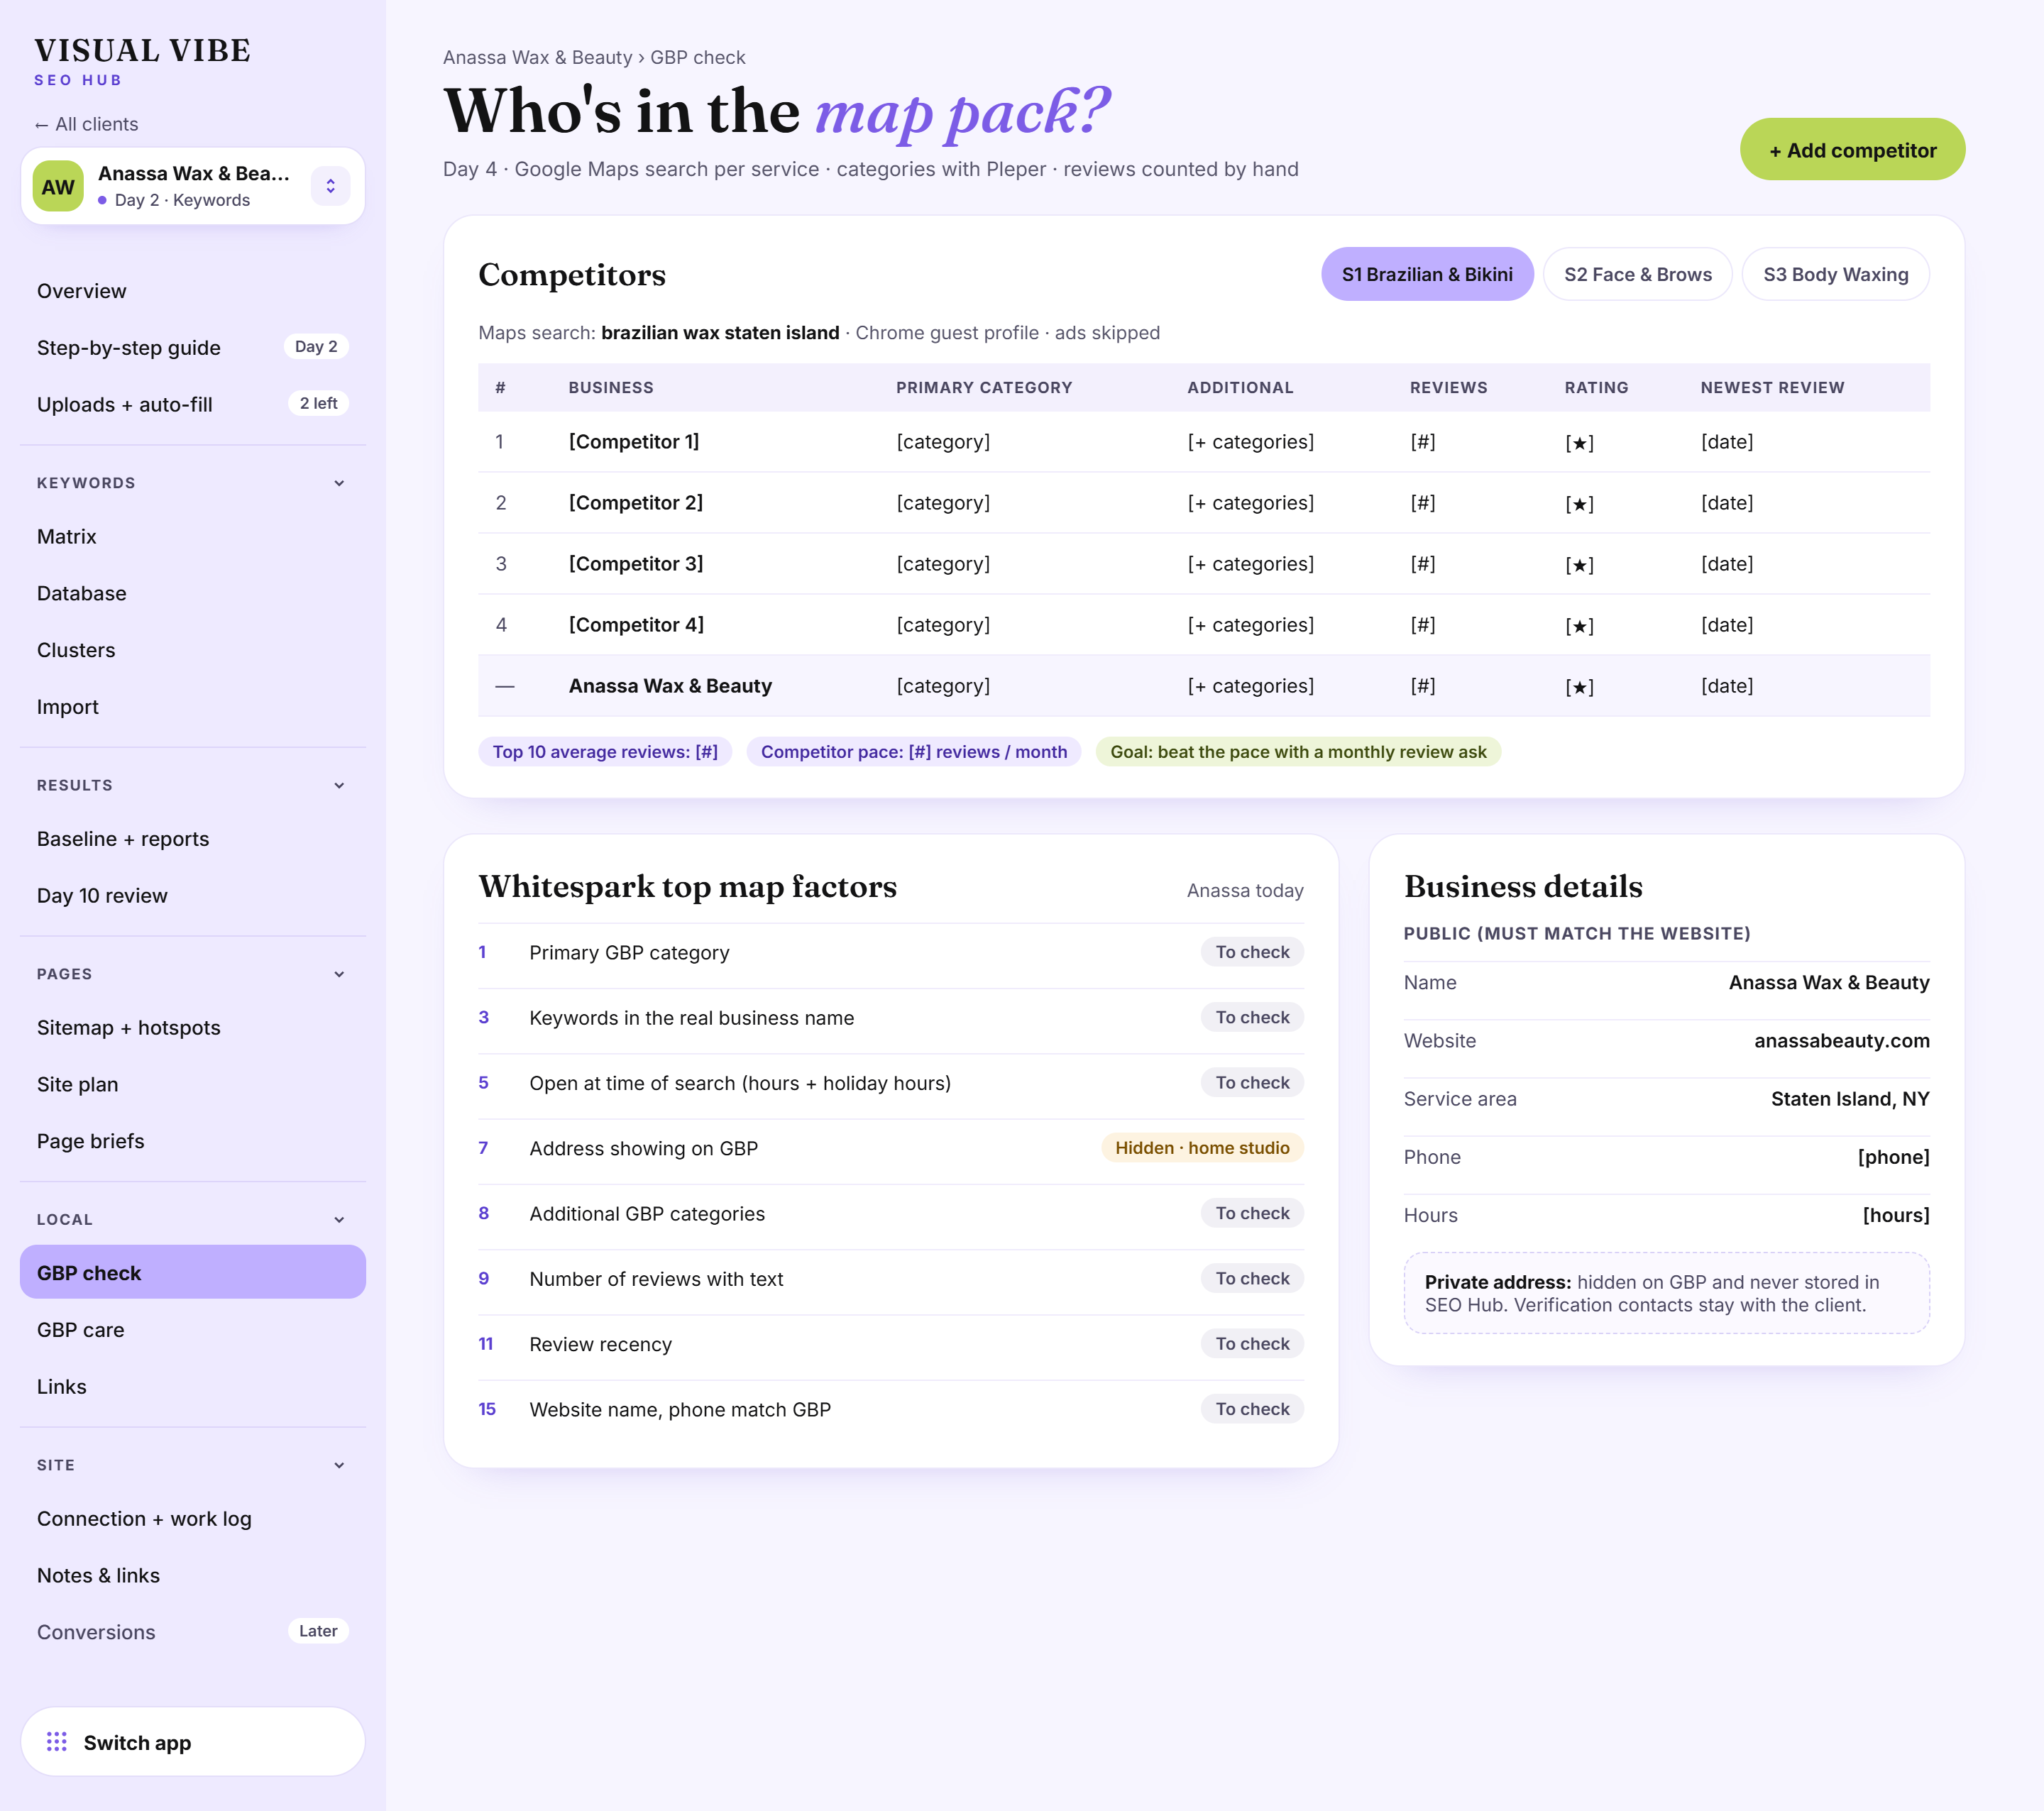 VISUAL VIBE
SEO HUB
← All clients
AW
Anassa Wax & Bea...
Day 2 · Keywords
Overview
Step-by-step guide Day 2
Uploads + auto-fill 2 left
KEYWORDS
Matrix
Database
Clusters
Import
RESULTS
Baseline + reports
Day 10 review
PAGES
Sitemap + hotspots
Site plan
Page briefs
LOCAL
GBP check
GBP care
Links
SITE
Connection + work log
Notes & links
Conversions Later
Switch app
Anassa Wax & Beauty › GBP check
Who's in the map pack?
Day 4 · Google Maps search per service · categories with Pleper · reviews counted by hand
+ Add competitor
Competitors
S1 Brazilian & Bikini S2 Face & Brows S3 Body Waxing
Maps search: brazilian wax staten island · Chrome guest profile · ads skipped
# BUSINESS PRIMARY CATEGORY ADDITIONAL REVIEWS RATING NEWEST REVIEW
1 [Competitor 1] [category] [+ categories] [#] [★] [date]
2 [Competitor 2] [category] [+ categories] [#] [★] [date]
3 [Competitor 3] [category] [+ categories] [#] [★] [date]
4 [Competitor 4] [category] [+ categories] [#] [★] [date]
— Anassa Wax & Beauty [category] [+ categories] [#] [★] [date]
Top 10 average reviews: [#] Competitor pace: [#] reviews / month Goal: beat the pace with a monthly review ask
Whitespark top map factors Anassa today
1 Primary GBP category To check
3 Keywords in the real business name To check
5 Open at time of search (hours + holiday hours) To check
7 Address showing on GBP Hidden · home studio
8 Additional GBP categories To check
9 Number of reviews with text To check
11 Review recency To check
15 Website name, phone match GBP To check
Business details
PUBLIC (MUST MATCH THE WEBSITE)
Name Anassa Wax & Beauty
Website anassabeauty.com
Service area Staten Island, NY
Phone [phone]
Hours [hours]
Private address: hidden on GBP and never stored in
SEO Hub. Verification contacts stay with the client.